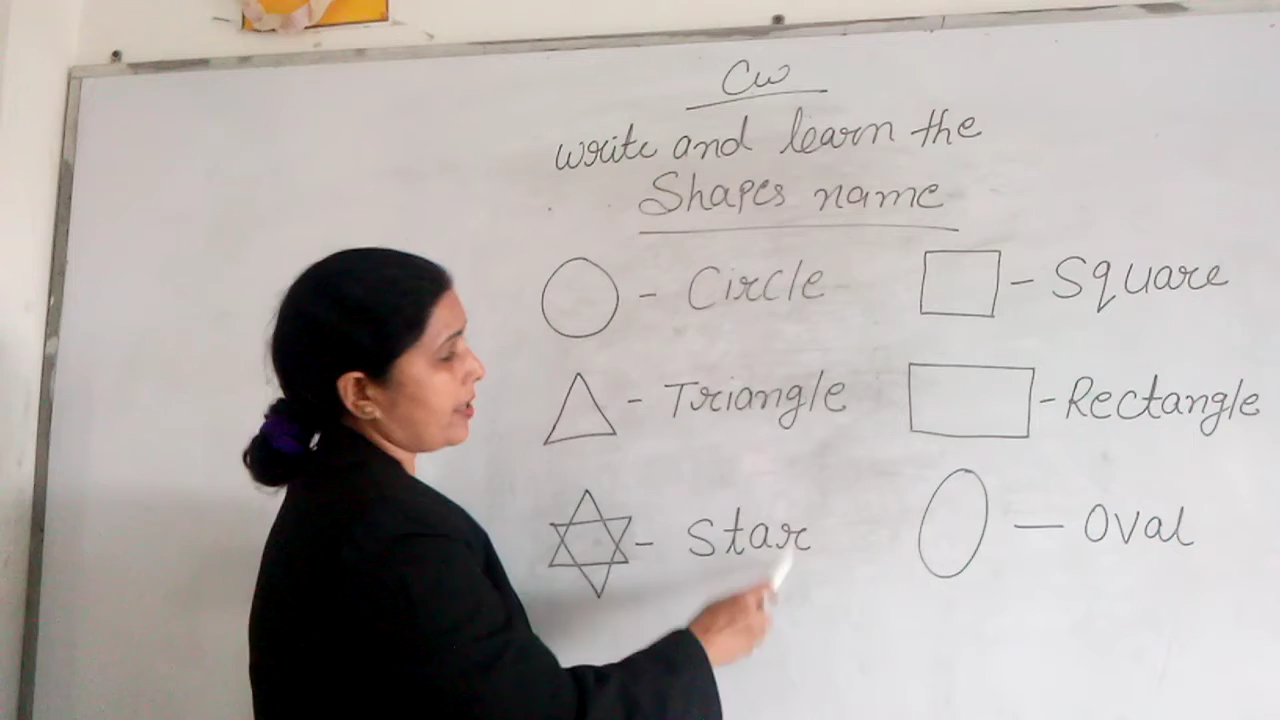 Cw
write and learn the
Shapes name
- Circle
- Square
- Triangle
- Rectangle
- Star
- Oval